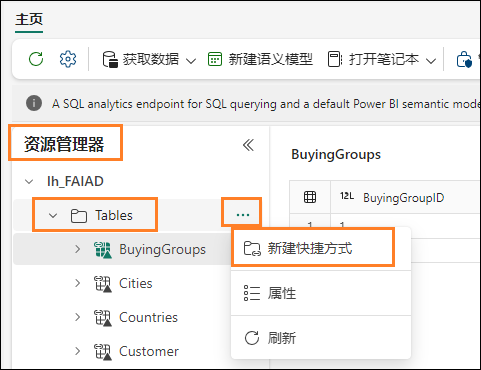 主页
获取数据 新建语义模型 打开笔记本
A SQL analytics endpoint for SQL querying and a default Power BI semantic
资源管理器
BuyingGroups
lh_FAIAD
12L BuyingGroupID
Tables ...
1 1
BuyingGroups
新建快捷方式
Cities
属性
Countries
刷新
Customer